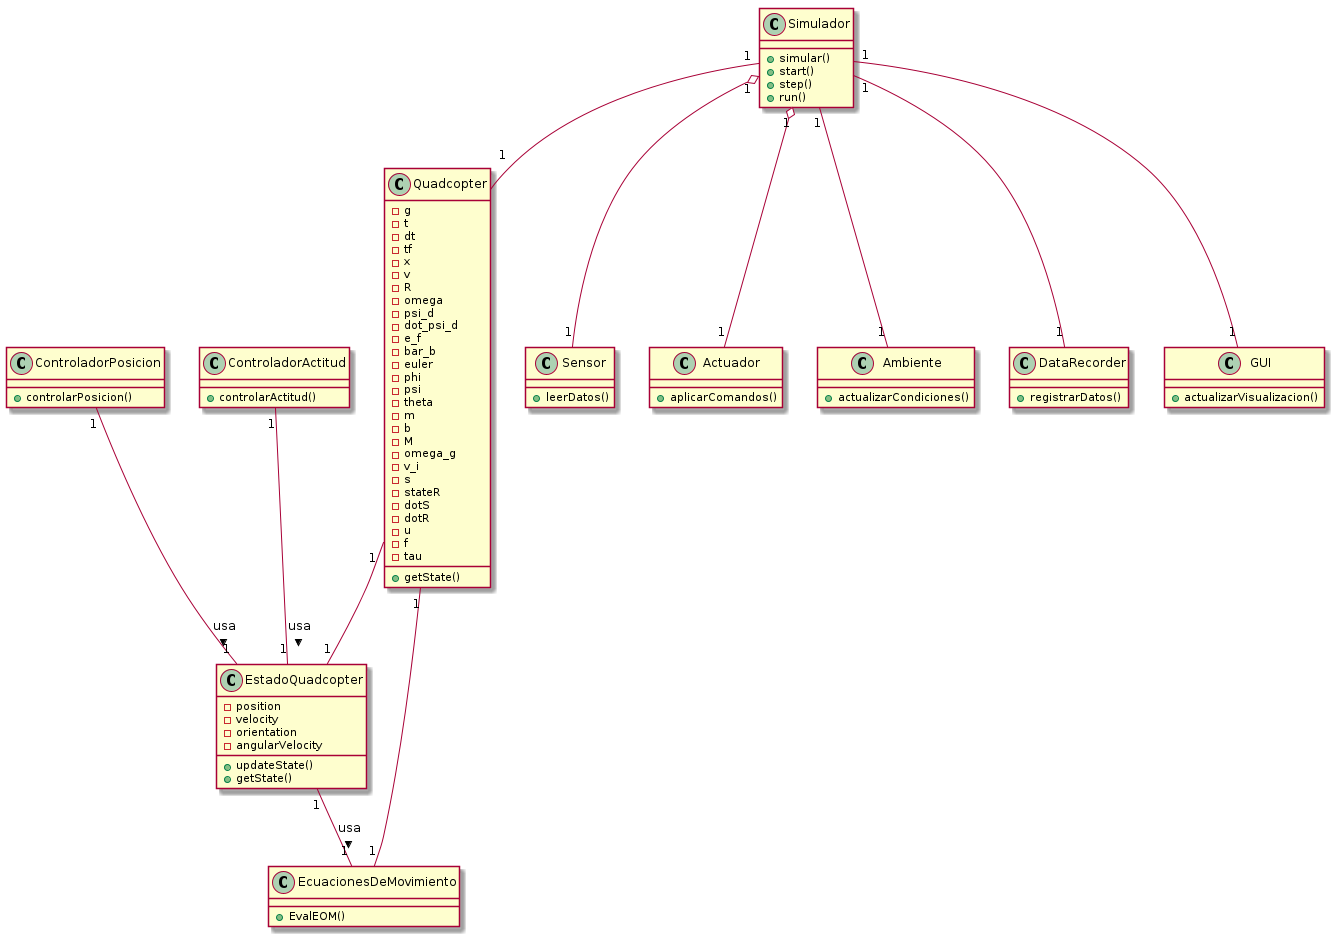 C Simulador
simular()
start()
step()
run()
1
1
1
1
1
1
1
C Quadcopter
g
t
dt
tf
x
v
R
omega
psi_d
dot_psi_d
e_f
bar_b
euler
phi
psi
theta
m
b
M
omega_g
v_i
s
stateR
dotS
dotR
u
f
tau
getState()
1
1
1
1
1
C ControladorPosicion
controlarPosicion()
C ControladorActitud
controlarActitud()
C Sensor
leerDatos()
C Actuador
aplicarComandos()
C Ambiente
actualizarCondiciones()
C DataRecorder
registrarDatos()
C GUI
actualizarVisualizacion()
1
1
1
1
usa
usa
1
1
1
C EstadoQuadcopter
position
velocity
orientation
angularVelocity
updateState()
getState()
1
usa
1
1
C EcuacionesDeMovimiento
EvalEOM()